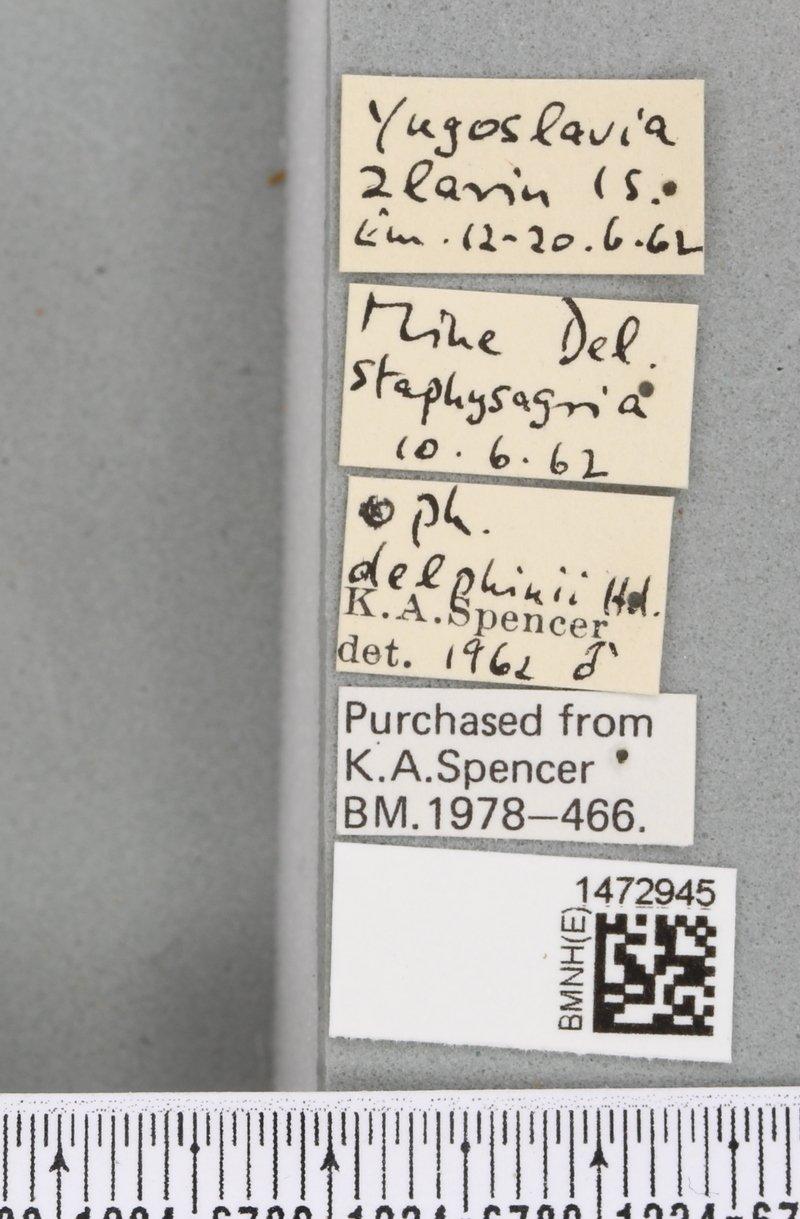 Yugoslavia
Zlarin Is.
Em. 12-20.6.62
Mine Del.
staphysagria
10.6.62
ph.
delphinii Hd.
K.A.Spencer
det. 1962 ♂
Purchased from
K.A.Spencer
BM.1978–466.
1472945
BMNH(E)